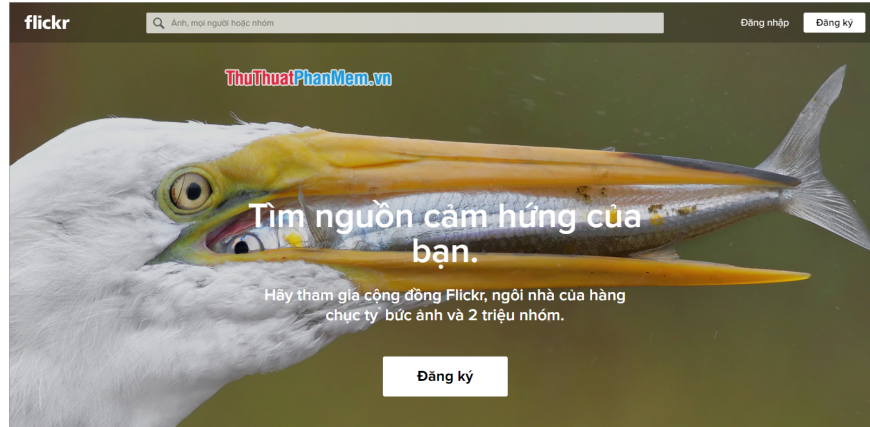 flickr
Ảnh, mọi người hoặc nhóm
Đăng nhập
Đăng ký
ThuThuatPhanMem.vn
Tìm nguồn cảm hứng của
bạn.
Hãy tham gia cộng đồng Flickr, ngôi nhà của hàng
chục tỷ bức ảnh và 2 triệu nhóm.
Đăng ký